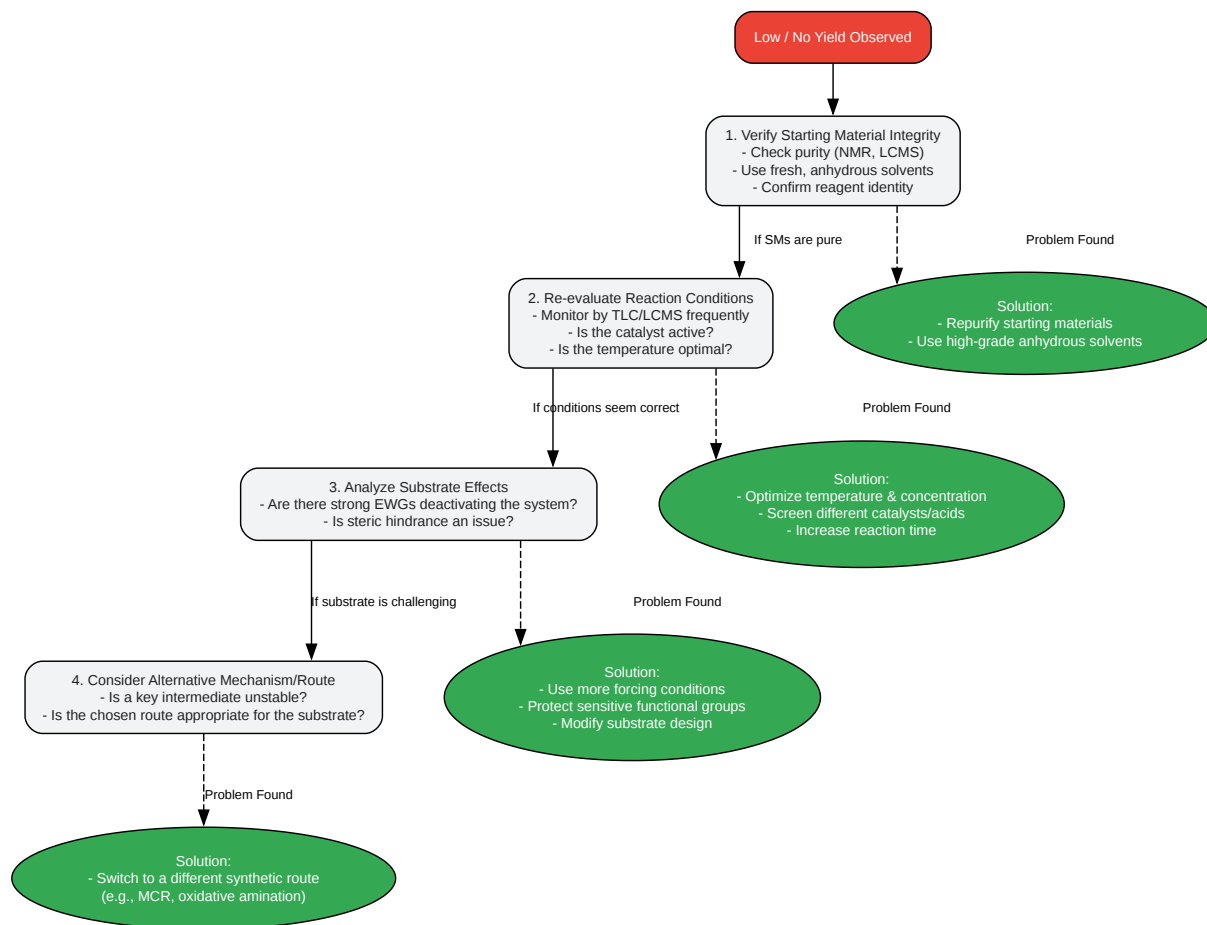 Low / No Yield Observed
1. Verify Starting Material Integrity
- Check purity (NMR, LCMS)
- Use fresh, anhydrous solvents
- Confirm reagent identity
If SMs are pure
Problem Found
2. Re-evaluate Reaction Conditions
- Monitor by TLC/LCMS frequently
- Is the catalyst active?
- Is the temperature optimal?
Solution:
- Repurify starting materials
- Use high-grade anhydrous solvents
If conditions seem correct
Problem Found
3. Analyze Substrate Effects
- Are there strong EWGs deactivating the system?
- Is steric hindrance an issue?
Solution:
- Optimize temperature & concentration
- Screen different catalysts/acids
- Increase reaction time
If substrate is challenging
Problem Found
4. Consider Alternative Mechanism/Route
- Is a key intermediate unstable?
- Is the chosen route appropriate for the substrate?
Solution:
- Use more forcing conditions
- Protect sensitive functional groups
- Modify substrate design
Problem Found
Solution:
- Switch to a different synthetic route
(e.g., MCR, oxidative amination)